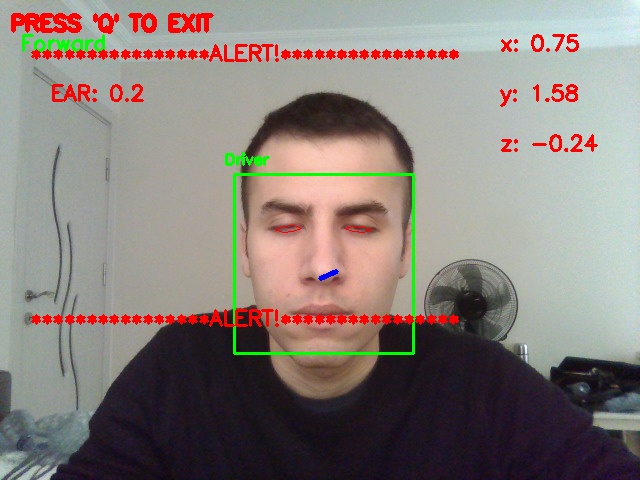 PRESS 'Q' TO EXIT
Forward
****************ALERT!****************
x: 0.75
EAR: 0.2
y: 1.58
z: -0.24
Driver
****************ALERT!****************